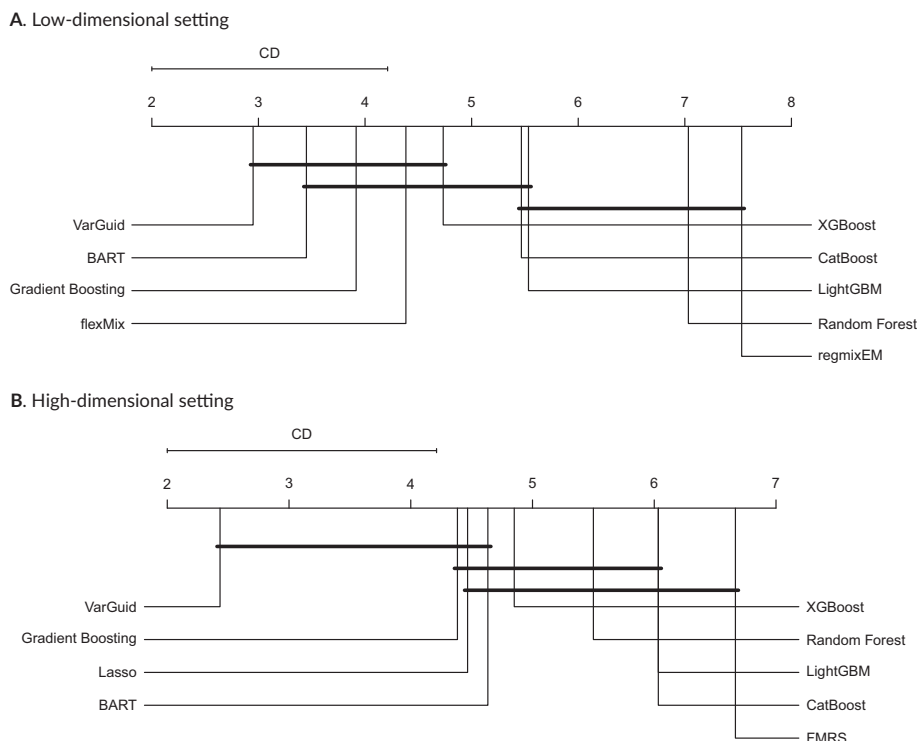 A. Low-dimensional setting
CD
2 3 4 5 6 7 8
VarGuid XGBoost
BART CatBoost
Gradient Boosting LightGBM
flexMix Random Forest
regmixEM
B. High-dimensional setting
CD
2 3 4 5 6 7
VarGuid XGBoost
Gradient Boosting Random Forest
Lasso LightGBM
BART CatBoost
FMRS